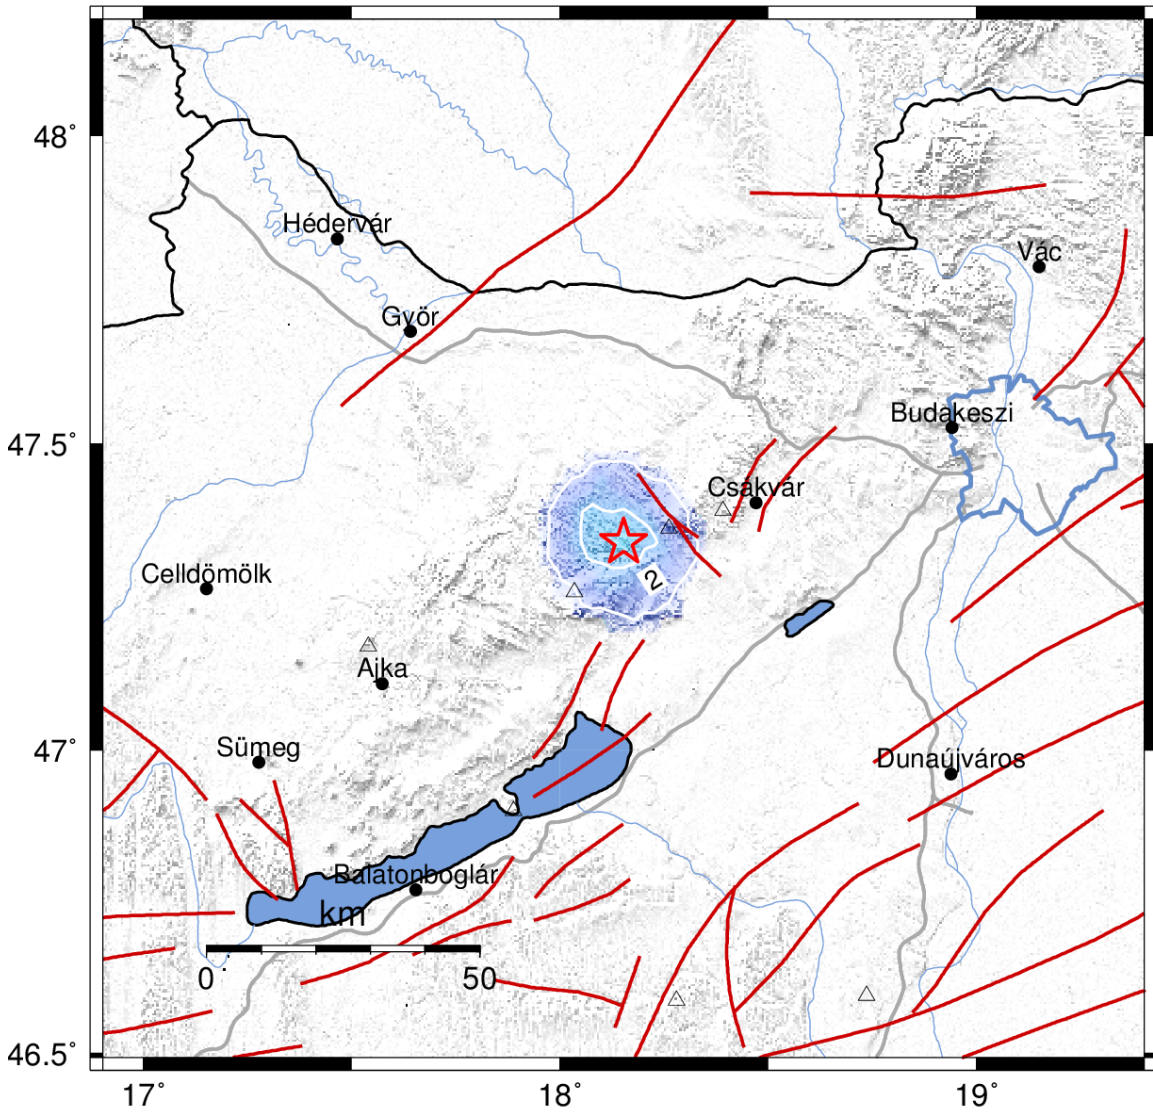 48°
Hédervár
Vác
Győr
47.5°
Budakeszi
Csákvár
2
Celldömölk
Ajka
47°
Sümeg
Dunaújváros
Balatonboglár
km
0
50
46.5°
17°
18°
19°